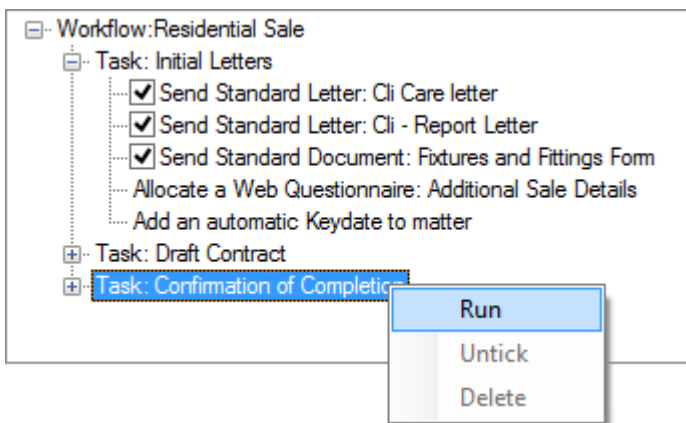 Workflow:Residential Sale
Task: Initial Letters
Send Standard Letter: Cli Care letter
Send Standard Letter: Cli - Report Letter
Send Standard Document: Fixtures and Fittings Form
Allocate a Web Questionnaire: Additional Sale Details
Add an automatic Keydate to matter
Task: Draft Contract
Task: Confirmation of Completion
Run
Untick
Delete